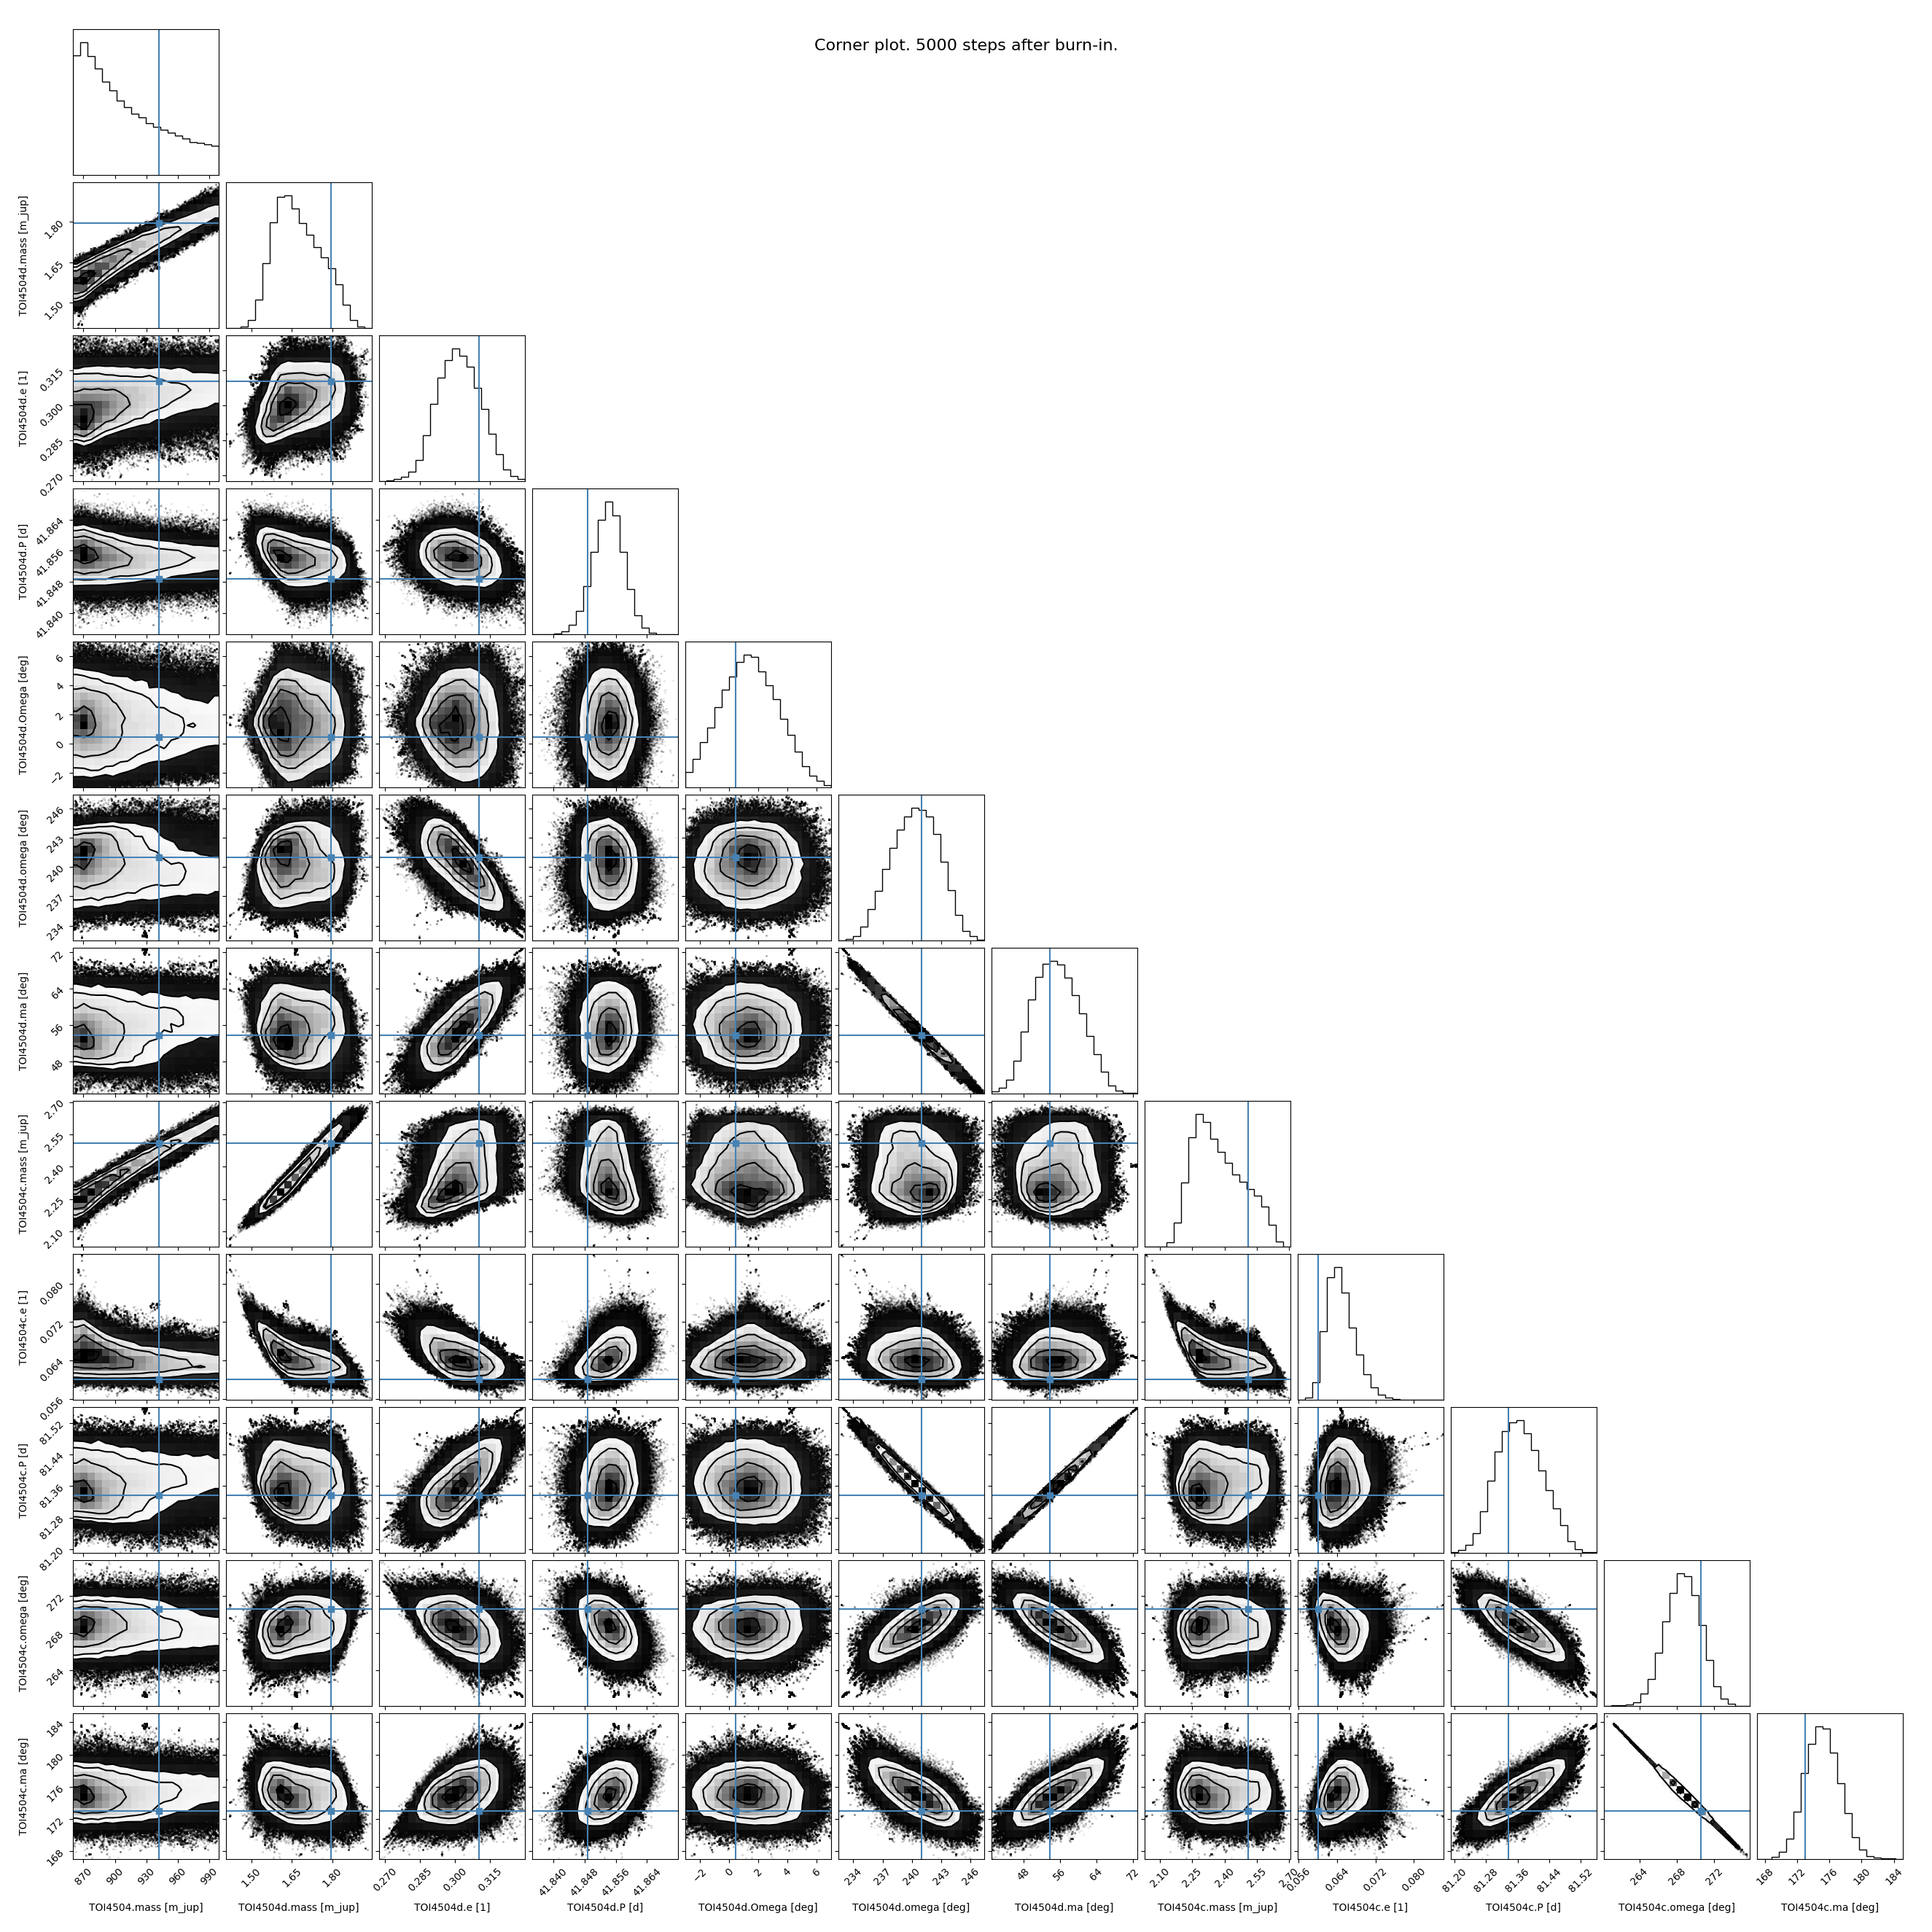 Corner plot. 5000 steps after burn-in.
TOI4504d.mass [m_jup]
1.80
1.65
1.50
TOI4504d.e [1]
0.315
0.300
0.285
0.270
TOI4504d.P [d]
41.864
41.856
41.848
41.840
TOI4504d.Omega [deg]
6
4
2
0
−2
TOI4504d.omega [deg]
246
243
240
237
234
TOI4504d.ma [deg]
72
64
56
48
TOI4504c.mass [m_jup]
2.70
2.55
2.40
2.25
2.10
TOI4504c.e [1]
0.080
0.072
0.064
0.056
TOI4504c.P [d]
81.52
81.44
81.36
81.28
81.20
TOI4504c.omega [deg]
272
268
264
TOI4504c.ma [deg]
184
180
176
172
168
870 900 930 960 990
1.50 1.65 1.80
0.270 0.285 0.300 0.315
41.840 41.848 41.856 41.864
−2 0 2 4 6
234 237 240 243 246
48 56 64 72
2.10 2.25 2.40 2.55 2.70
0.056 0.064 0.072 0.080
81.20 81.28 81.36 81.44 81.52
264 268 272
168 172 176 180 184
TOI4504.mass [m_jup]
TOI4504d.mass [m_jup]
TOI4504d.e [1]
TOI4504d.P [d]
TOI4504d.Omega [deg]
TOI4504d.omega [deg]
TOI4504d.ma [deg]
TOI4504c.mass [m_jup]
TOI4504c.e [1]
TOI4504c.P [d]
TOI4504c.omega [deg]
TOI4504c.ma [deg]